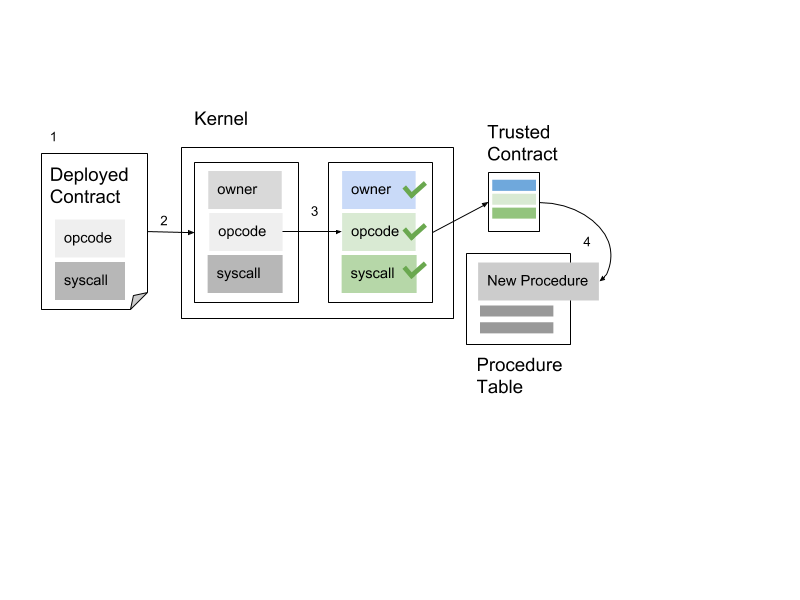 1
Deployed
Contract
opcode
syscall
2
Kernel
owner
opcode
syscall
3
owner
opcode
syscall
Trusted
Contract
4
New Procedure
Procedure
Table